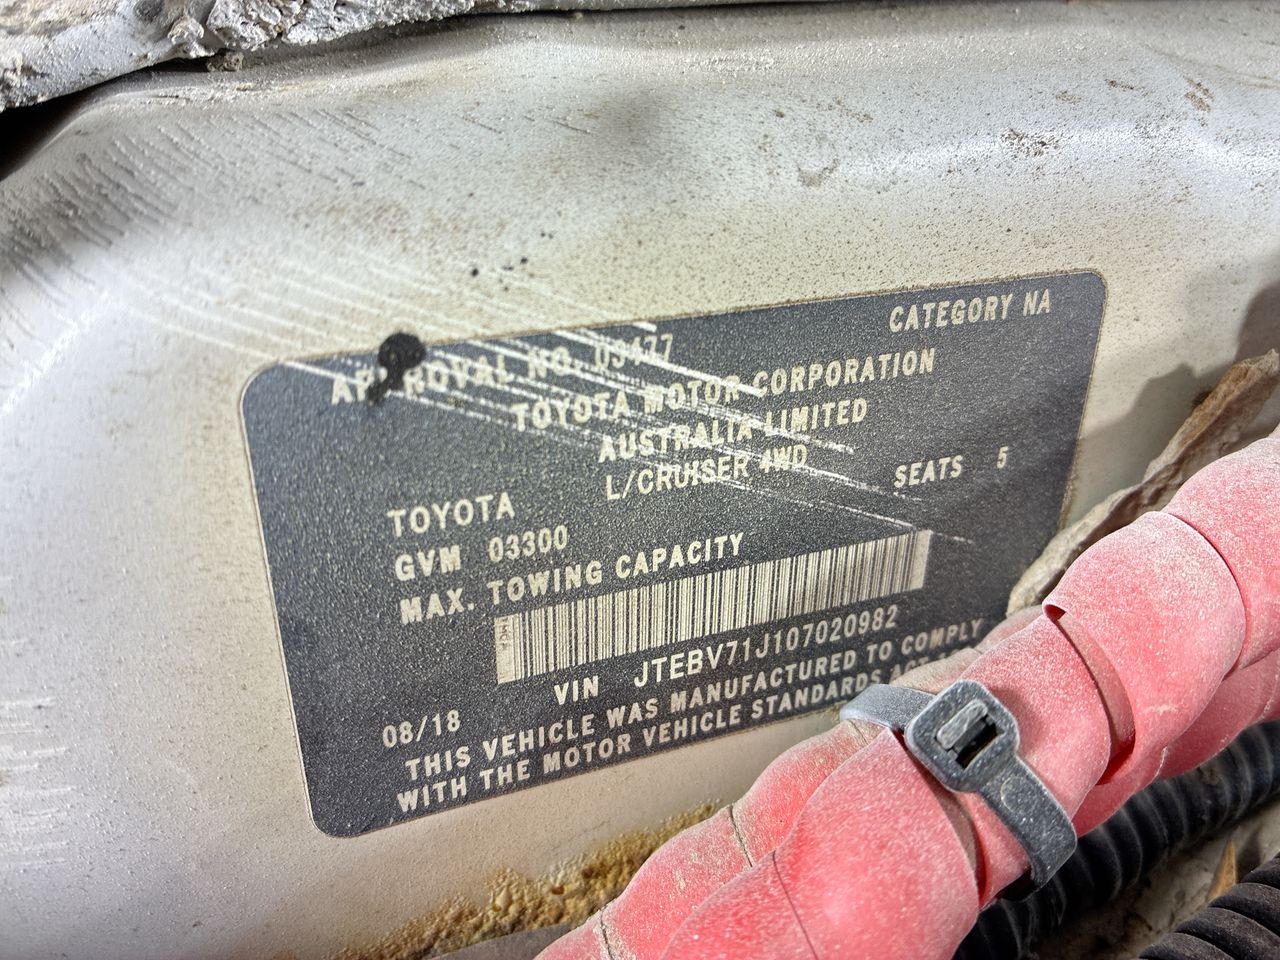 APPROVAL NO. 09477 CATEGORY NA
TOYOTA MOTOR CORPORATION
AUSTRALIA LIMITED
TOYOTA L/CRUISER 4WD SEATS 5
GVM 03300
MAX. TOWING CAPACITY
VIN JTEBV71J107020982
08/18
THIS VEHICLE WAS MANUFACTURED TO COMPLY
WITH THE MOTOR VEHICLE STANDARDS ACT